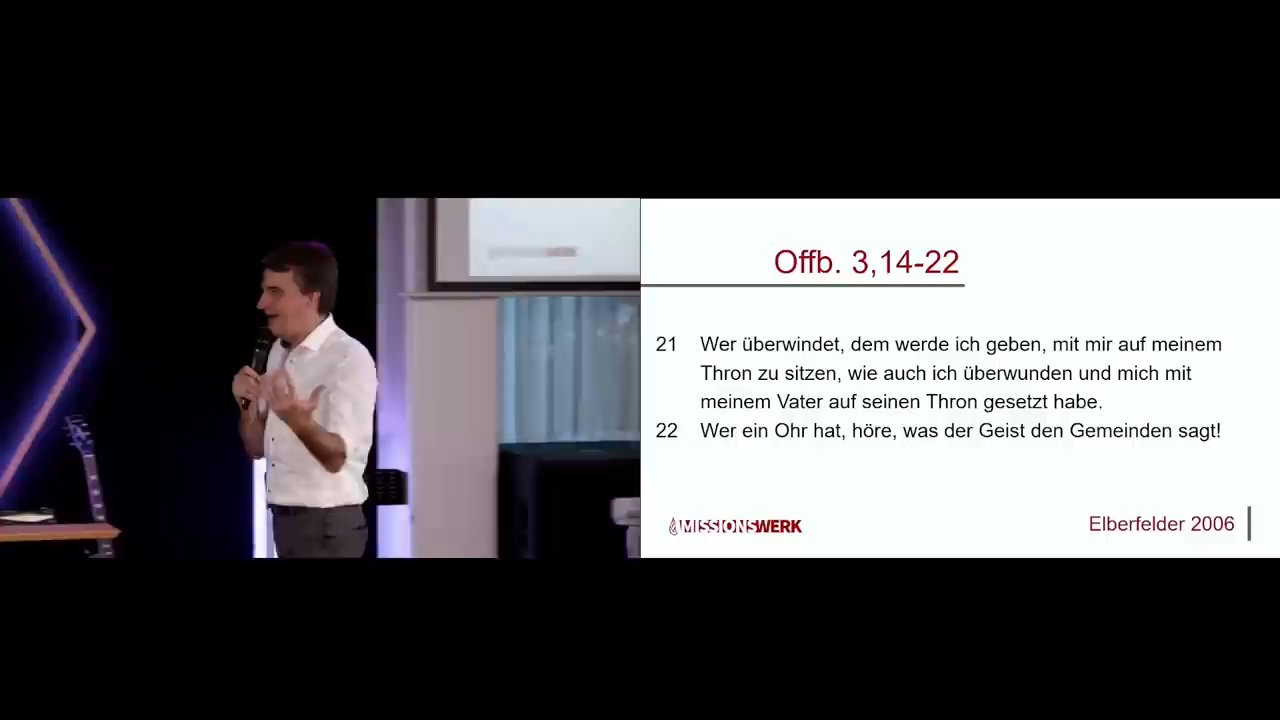 Offb. 3,14-22
21 Wer überwindet, dem werde ich geben, mit mir auf meinem
Thron zu sitzen, wie auch ich überwunden und mich mit
meinem Vater auf seinen Thron gesetzt habe.
22 Wer ein Ohr hat, höre, was der Geist den Gemeinden sagt!
MISSIONSWERK
Elberfelder 2006